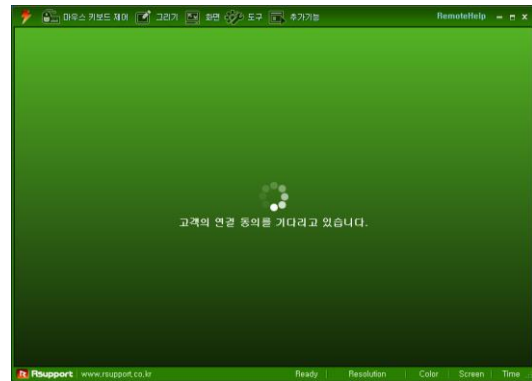 마우스 키보드 제어 그리기 화면 도구 추가기능 RemoteHelp
고객의 연결 동의를 기다리고 있습니다.
Rsupport www.rsupport.co.kr Ready Resolution Color Screen Time